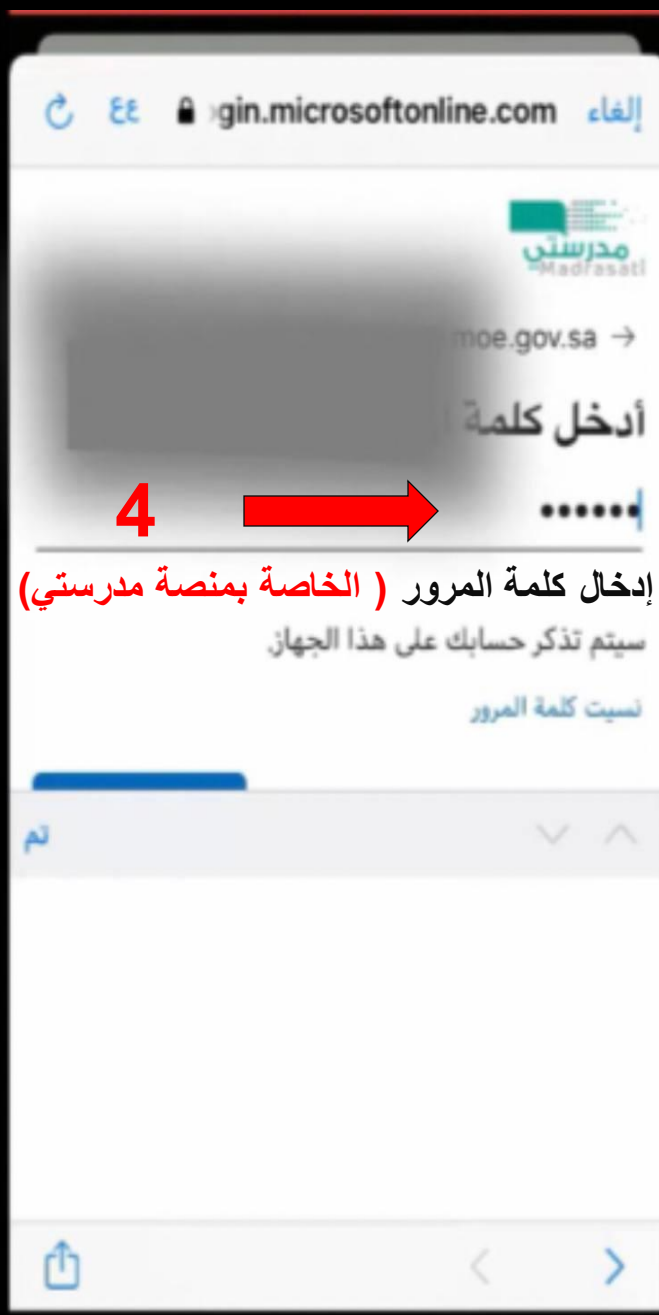 إلغاء gin.microsoftonline.com عع
مدرستي
Madrasati
moe.gov.sa →
أدخل كلمة
4
••••••
إدخال كلمة المرور ( الخاصة بمنصة مدرستي)
سيتم تذكر حسابك على هذا الجهاز.
نسيت كلمة المرور
تم